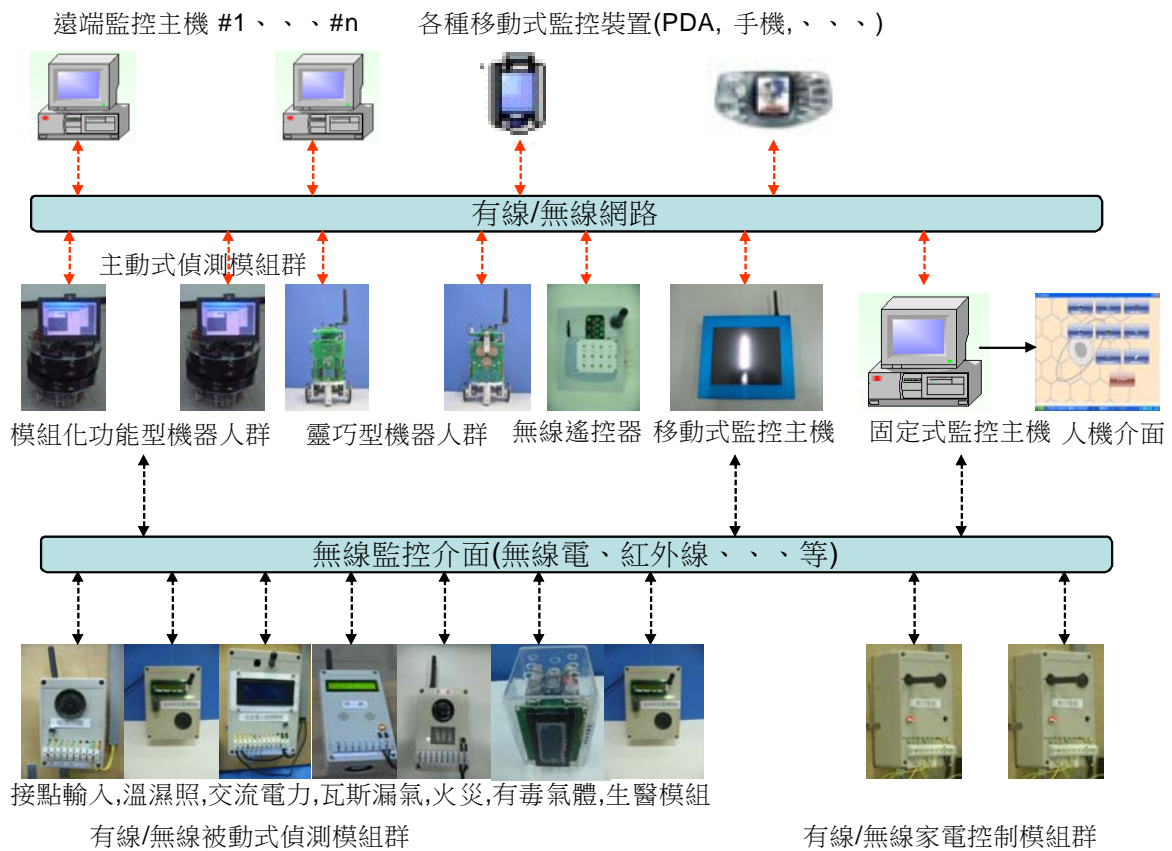 遠端監控主機 #1、、、#n
各種移動式監控裝置(PDA, 手機,、、、)
有線/無線網路
主動式偵測模組群
模組化功能型機器人群
靈巧型機器人群
無線遙控器
移動式監控主機
固定式監控主機
人機介面
無線監控介面(無線電、紅外線、、、等)
接點輸入,溫濕照,交流電力,瓦斯漏氣,火災,有毒氣體,生醫模組
有線/無線被動式偵測模組群
有線/無線家電控制模組群